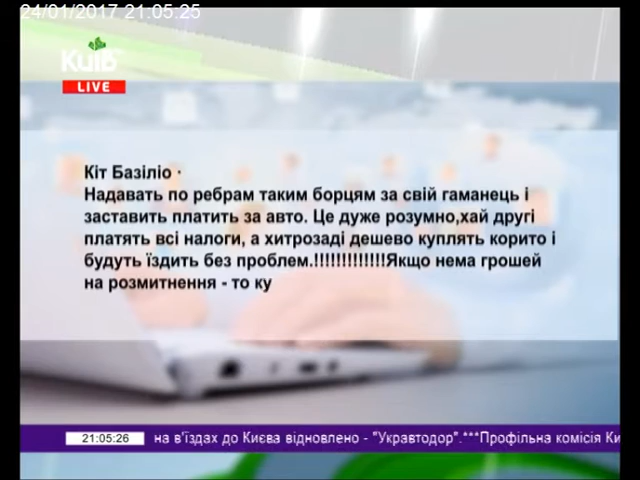 24/01/2017 21:05:25
Київ
LIVE
Кіт Базіліо ·
Надавать по ребрам таким борцям за свій гаманець і
заставить платить за авто. Це дуже розумно,хай другі
платять всі налоги, а хитрозаді дешево куплять корито і
будуть їздить без проблем.!!!!!!!!!!!!!Якщо нема грошей
на розмитнення - то ку
21:05:26
на в'їздах до Києва відновлено - "Укравтодор".***Профільна комісія Ки